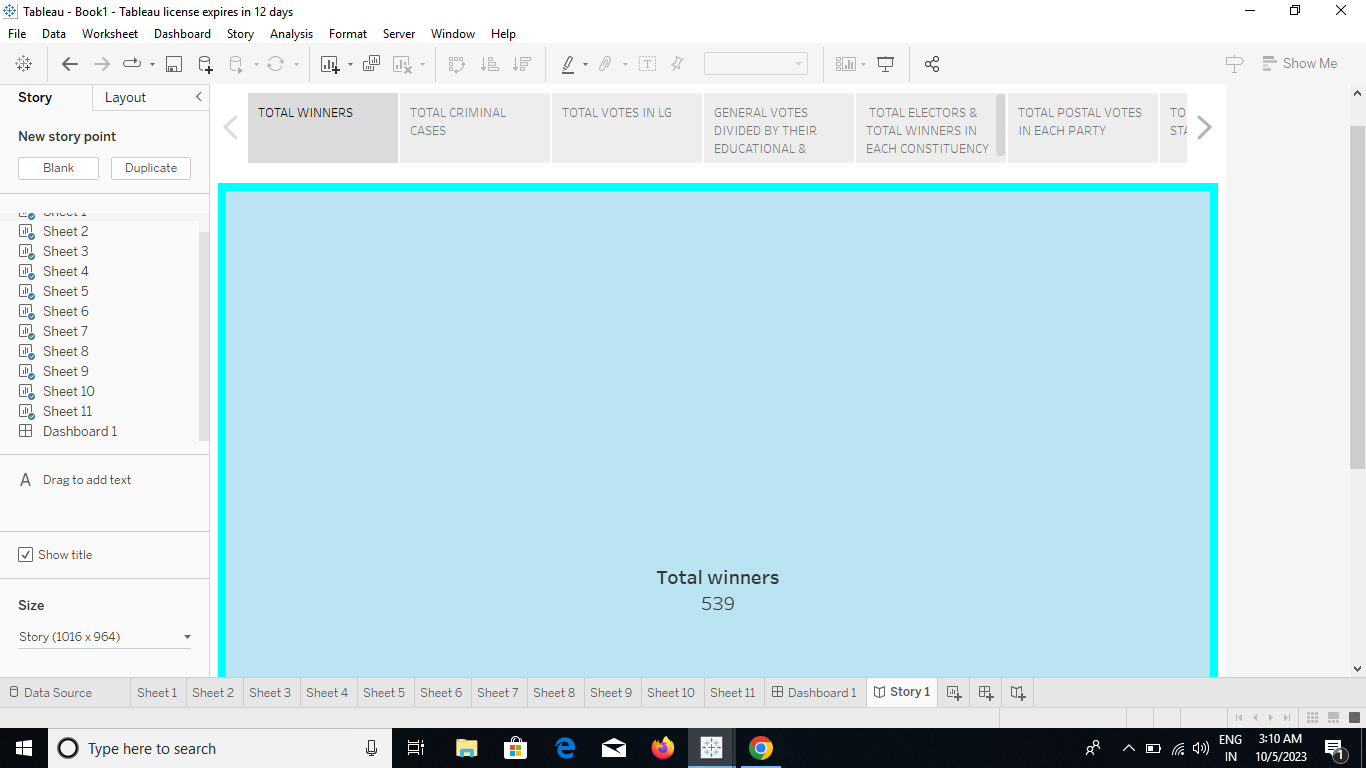 Tableau - Book1 - Tableau license expires in 12 days
File Data Worksheet Dashboard Story Analysis Format Server Window Help
Show Me
Story Layout
New story point
Blank Duplicate
Sheet 1
Sheet 2
Sheet 3
Sheet 4
Sheet 5
Sheet 6
Sheet 7
Sheet 8
Sheet 9
Sheet 10
Sheet 11
Dashboard 1
A Drag to add text
Show title
Size
Story (1016 x 964)
TOTAL WINNERS
TOTAL CRIMINAL
CASES
TOTAL VOTES IN LG
GENERAL VOTES
DIVIDED BY THEIR
EDUCATIONAL &
TOTAL ELECTORS &
TOTAL WINNERS IN
EACH CONSTITUENCY
TOTAL POSTAL VOTES
IN EACH PARTY
TO
STA
Total winners
539
Data Source Sheet 1 Sheet 2 Sheet 3 Sheet 4 Sheet 5 Sheet 6 Sheet 7 Sheet 8 Sheet 9 Sheet 10 Sheet 11 Dashboard 1 Story 1
Type here to search
ENG
IN
3:10 AM
10/5/2023
1